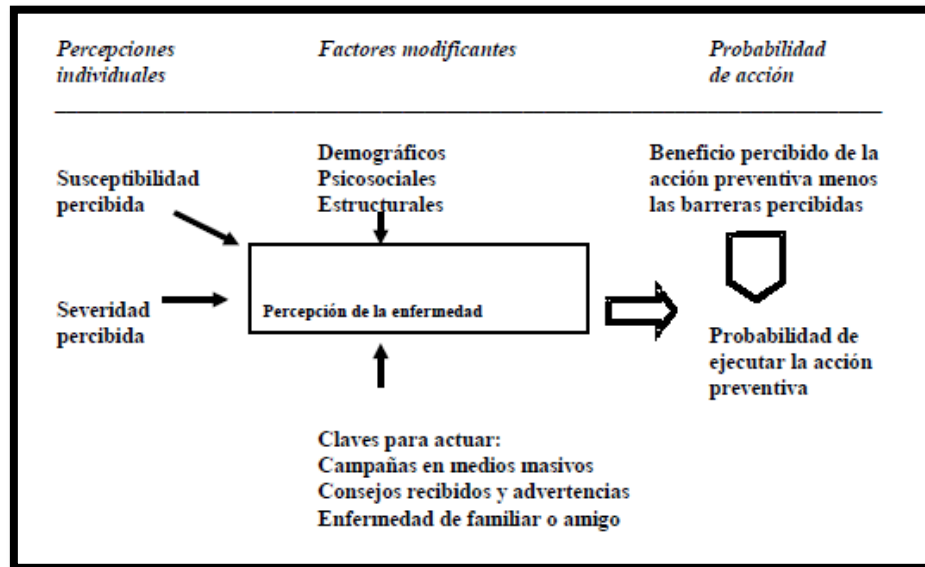 Percepciones
individuales
Factores modificantes
Probabilidad
de acción
Susceptibilidad
percibida
Severidad
percibida
Demográficos
Psicosociales
Estructurales
Percepción de la enfermedad
Claves para actuar:
Campañas en medios masivos
Consejos recibidos y advertencias
Enfermedad de familiar o amigo
Beneficio percibido de la
acción preventiva menos
las barreras percibidas
Probabilidad de
ejecutar la acción
preventiva